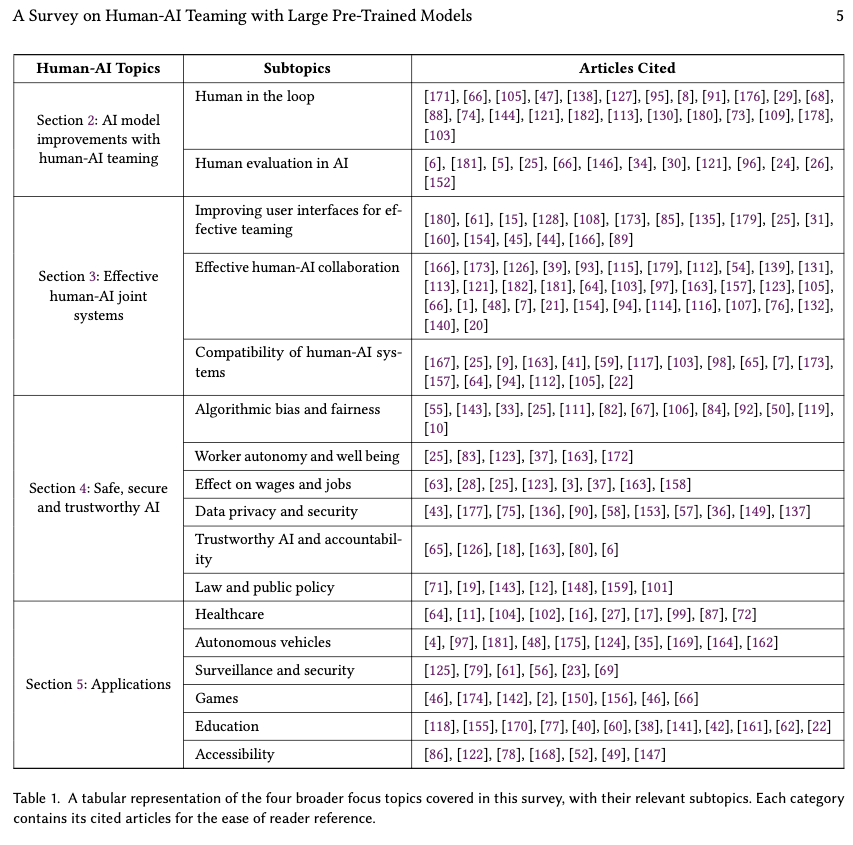 A Survey on Human-AI Teaming with Large Pre-Trained Models 5
Human-AI Topics Subtopics Articles Cited
Section 2: AI model
improvements with
human-AI teaming
Human in the loop
[171], [66], [105], [47], [138], [127], [95], [8], [91], [176], [29], [68],
[88], [74], [144], [121], [182], [113], [130], [180], [73], [109], [178],
[103]
Human evaluation in AI
[6], [181], [5], [25], [66], [146], [34], [30], [121], [96], [24], [26],
[152]
Section 3: Effective
human-AI joint
systems
Improving user interfaces for ef-
fective teaming
[180], [61], [15], [128], [108], [173], [85], [135], [179], [25], [31],
[160], [154], [45], [44], [166], [89]
Effective human-AI collaboration
[166], [173], [126], [39], [93], [115], [179], [112], [54], [139], [131],
[113], [121], [182], [181], [64], [103], [97], [163], [157], [123], [105],
[66], [1], [48], [7], [21], [154], [94], [114], [116], [107], [76], [132],
[140], [20]
Compatibility of human-AI sys-
tems
[167], [25], [9], [163], [41], [59], [117], [103], [98], [65], [7], [173],
[157], [64], [94], [112], [105], [22]
Section 4: Safe, secure
and trustworthy AI
Algorithmic bias and fairness
[55], [143], [33], [25], [111], [82], [67], [106], [84], [92], [50], [119],
[10]
Worker autonomy and well being [25], [83], [123], [37], [163], [172]
Effect on wages and jobs [63], [28], [25], [123], [3], [37], [163], [158]
Data privacy and security [43], [177], [75], [136], [90], [58], [153], [57], [36], [149], [137]
Trustworthy AI and accountabil-
ity
[65], [126], [18], [163], [80], [6]
Law and public policy [71], [19], [143], [12], [148], [159], [101]
Section 5: Applications
Healthcare [64], [11], [104], [102], [16], [27], [17], [99], [87], [72]
Autonomous vehicles [4], [97], [181], [48], [175], [124], [35], [169], [164], [162]
Surveillance and security [125], [79], [61], [56], [23], [69]
Games [46], [174], [142], [2], [150], [156], [46], [66]
Education [118], [155], [170], [77], [40], [60], [38], [141], [42], [161], [62], [22]
Accessibility [86], [122], [78], [168], [52], [49], [147]
Table 1. A tabular representation of the four broader focus topics covered in this survey, with their relevant subtopics. Each category
contains its cited articles for the ease of reader reference.